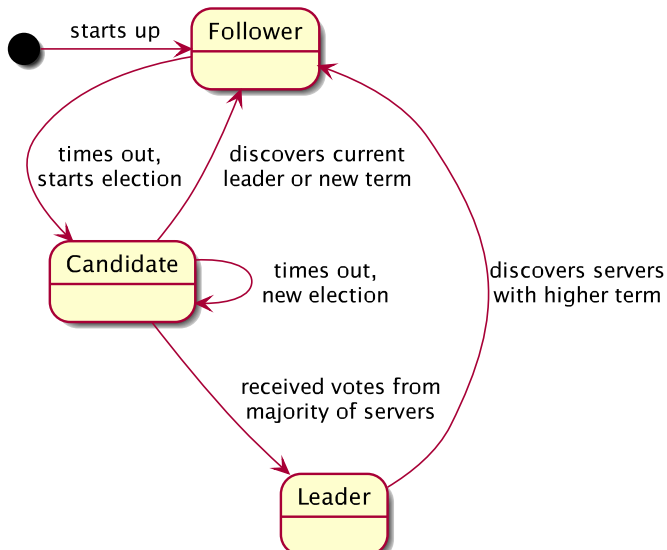 starts up
Follower
times out,
starts election
discovers current
leader or new term
Candidate
times out,
new election
discovers servers
with higher term
received votes from
majority of servers
Leader